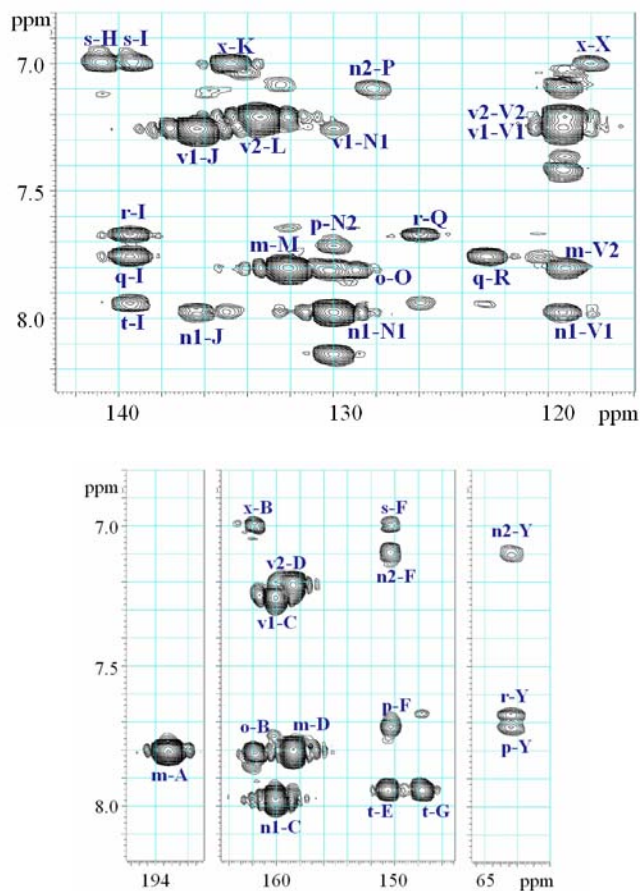 ppm
7.0
7.5
8.0
s-H s-I
x-K
x-X
n2-P
v2-V2
v1-V1
v1-J
v2-L
v1-N1
r-I
p-N2
r-Q
m-M
m-V2
q-I
o-O
q-R
t-I
n1-J
n1-N1
n1-V1
140 130 120 ppm
ppm
7.0
7.5
8.0
x-B
s-F
n2-Y
v2-D
n2-F
v1-C
r-Y
p-F
o-B
m-D
p-Y
m-A
t-E
t-G
n1-C
194 160 150 65 ppm